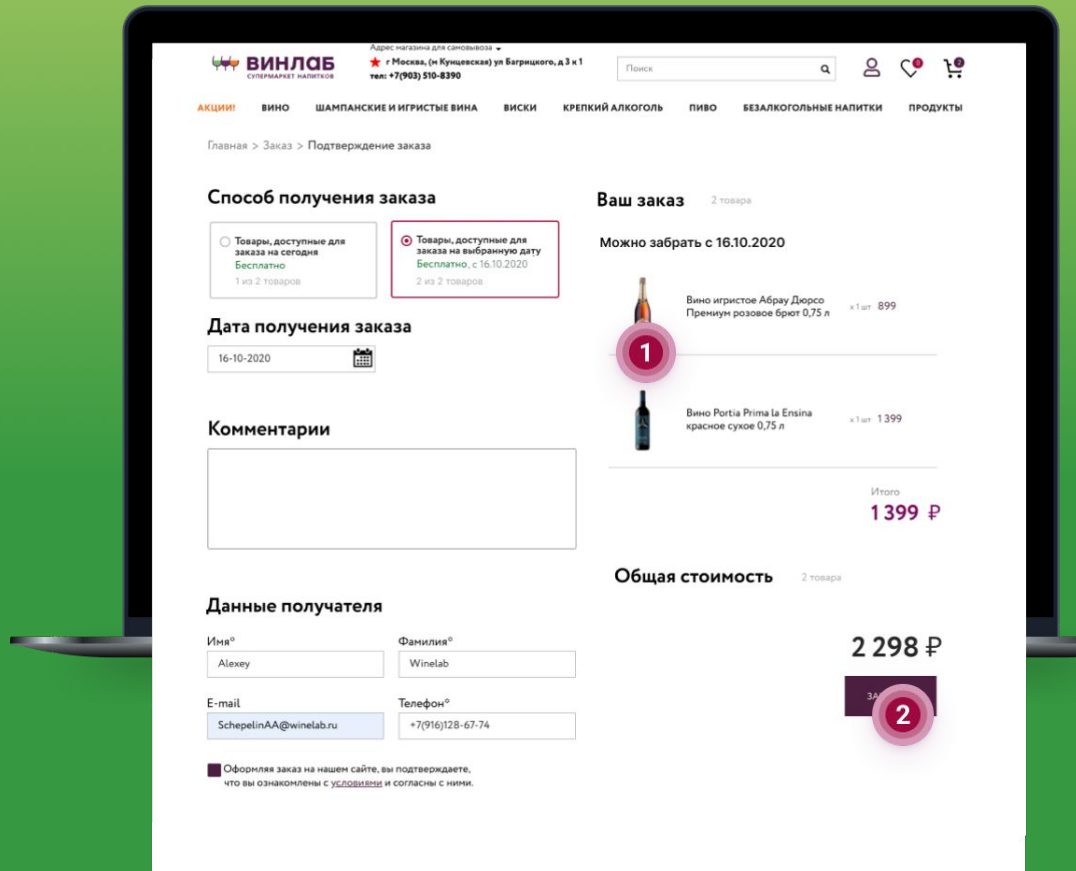 Адрес магазина для самовывоза
ВИНЛАБ
СУПЕРМАРКЕТ НАПИТКОВ
г Москва, (м Кунцевская) ул Багрицкого, д 3 к 1
тел: +7(903) 510-8390
Поиск
0
2
АКЦИИ! ВИНО ШАМПАНСКИЕ И ИГРИСТЫЕ ВИНА ВИСКИ КРЕПКИЙ АЛКОГОЛЬ ПИВО БЕЗАЛКОГОЛЬНЫЕ НАПИТКИ ПРОДУКТЫ
Главная > Заказ > Подтверждение заказа
Способ получения заказа
Товары, доступные для
заказа на сегодня
Бесплатно
1 из 2 товаров
Товары, доступные для
заказа на выбранную дату
Бесплатно, с 16.10.2020
2 из 2 товаров
Дата получения заказа
16-10-2020
Комментарии
Данные получателя
Имя°
Фамилия°
Alexey
Winelab
E-mail
Телефон°
SchepelinAA@winelab.ru
+7(916)128-67-74
Оформляя заказ на нашем сайте, вы подтверждаете,
что вы ознакомлены с условиями и согласны с ними.
Ваш заказ 2 товара
Можно забрать с 16.10.2020
Вино игристое Абрау Дюрсо
Премиум розовое брют 0,75 л
x 1 шт 899
1
Вино Portia Prima la Ensina
красное сухое 0,75 л
x 1 шт 1 399
Итого
1 399 ₽
Общая стоимость 2 товара
2 298 ₽
2